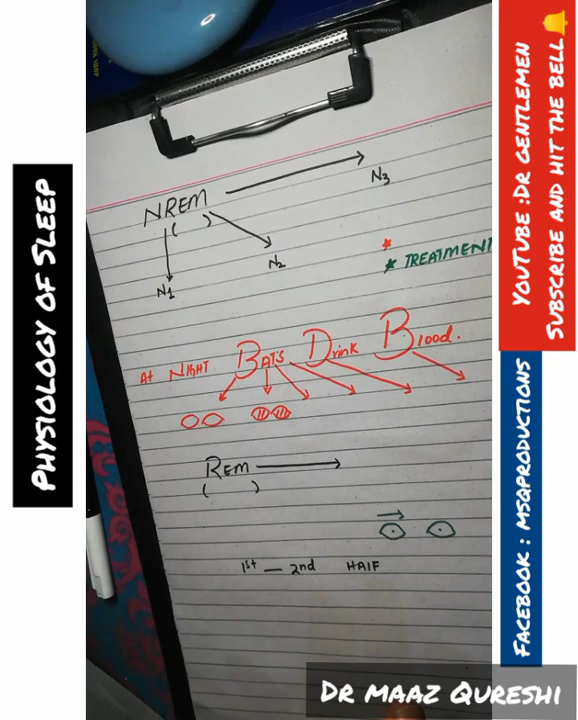 Physiology of Sleep
NREM
( )
N3
N2
N1
* 
* TREATMENT
At NIGHT BATS Drink Blood.
REM
( )
1st — 2nd HAIF
YouTube :Dr Gentlemen
Subscribe and hit the bell🔔
Facebook : MSQPRODUCTIONS
Dr Maaz Qureshi